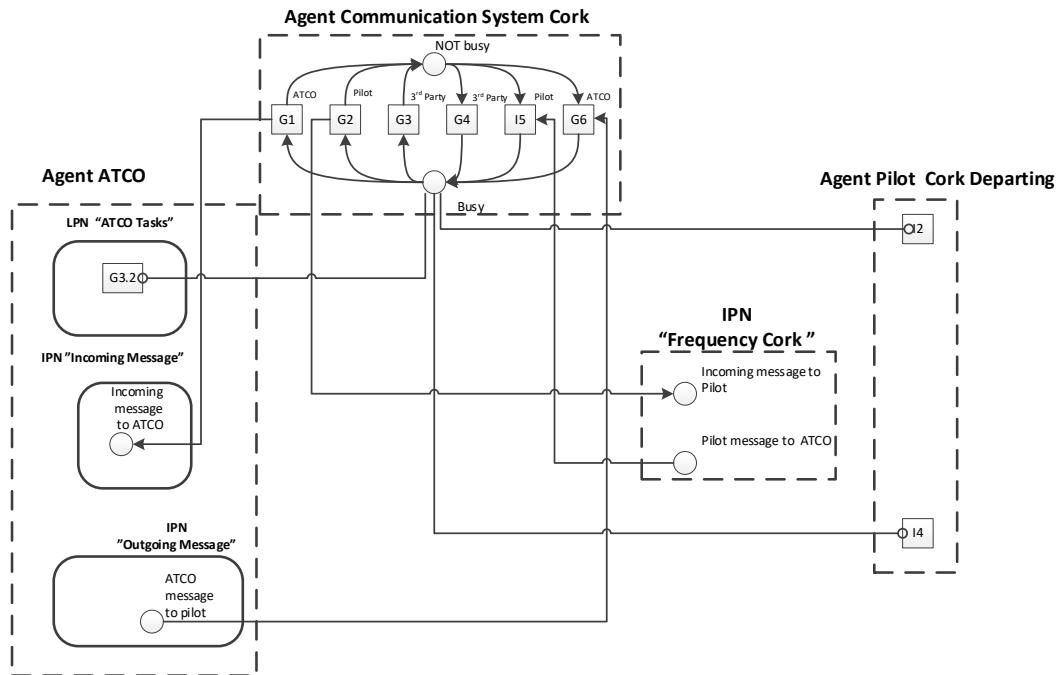 Agent Communication System Cork
NOT busy
ATCO
Pilot
3rd Party
3rd Party
Pilot
ATCO
G1
G2
G3
G4
I5
G6
Busy
Agent ATCO
LPN "ATCO Tasks"
G3.2
IPN "Incoming Message"
Incoming
message
to ATCO
IPN
"Outgoing Message"
ATCO
message
to pilot
IPN
"Frequency Cork "
Incoming message to
Pilot
Pilot message to ATCO
Agent Pilot Cork Departing
I2
I4